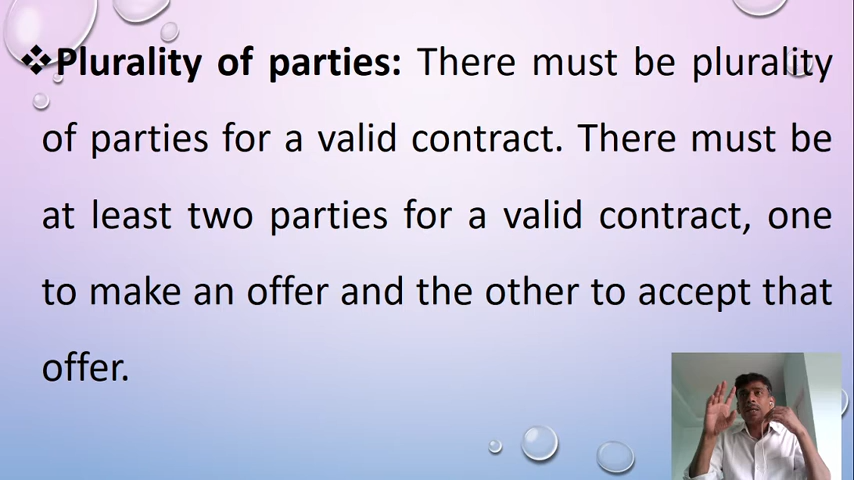 ❖Plurality of parties: There must be plurality
of parties for a valid contract. There must be
at least two parties for a valid contract, one
to make an offer and the other to accept that
offer.